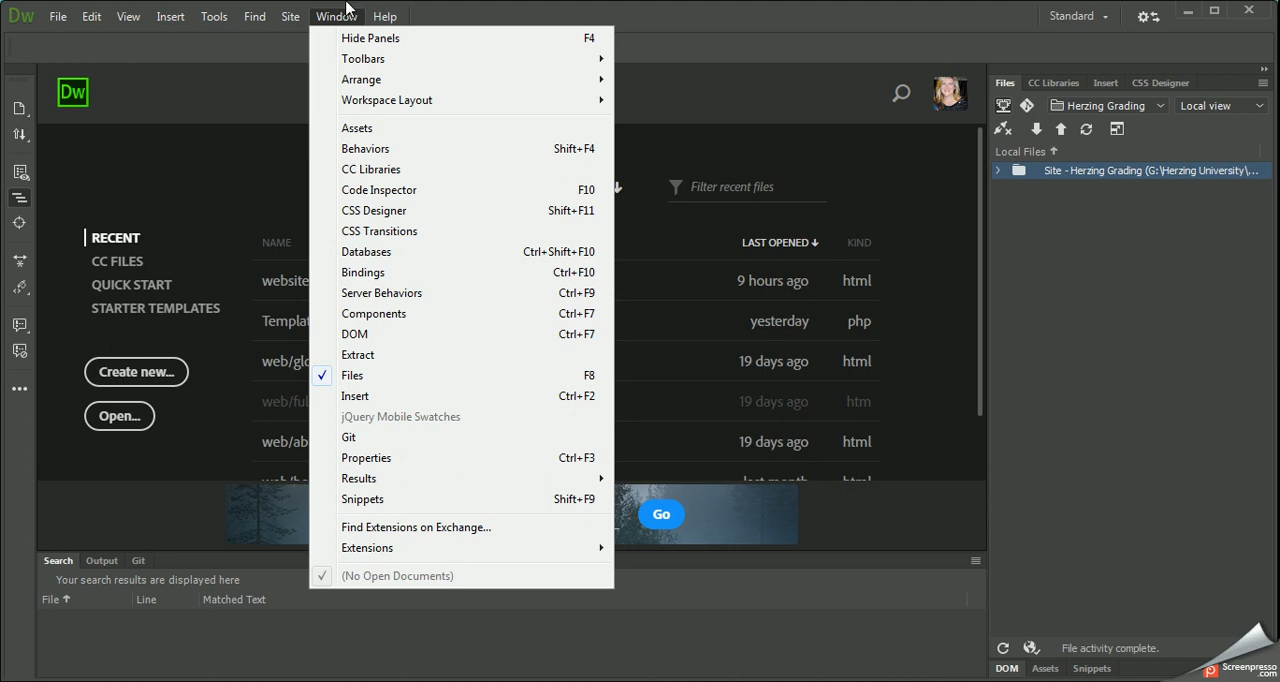 Dw File Edit View Insert Tools Find Site Window Help Standard
Dw
Hide Panels F4
Toolbars
Arrange
Workspace Layout
Assets
Behaviors Shift+F4
CC Libraries
Code Inspector F10
CSS Designer Shift+F11
CSS Transitions
Databases Ctrl+Shift+F10
Bindings Ctrl+F10
Server Behaviors Ctrl+F9
Components Ctrl+F7
DOM Ctrl+F7
Extract
Files F8
Insert Ctrl+F2
jQuery Mobile Swatches
Git
Properties Ctrl+F3
Results
Snippets Shift+F9
Find Extensions on Exchange...
Extensions
(No Open Documents)
RECENT
CC FILES
QUICK START
STARTER TEMPLATES
Create new...
Open...
Filter recent files
NAME LAST OPENED KIND
website 9 hours ago html
Templa yesterday php
web/glo 19 days ago html
web/ful 19 days ago htm
web/ab 19 days ago html
last month html
Go
Files CC Libraries Insert CSS Designer
Herzing Grading Local view
Local Files
Site - Herzing Grading (G:\Herzing University\...
Search Output Git
Your search results are displayed here
File Line Matched Text
File activity complete.
DOM Assets Snippets
Screenpresso
.com